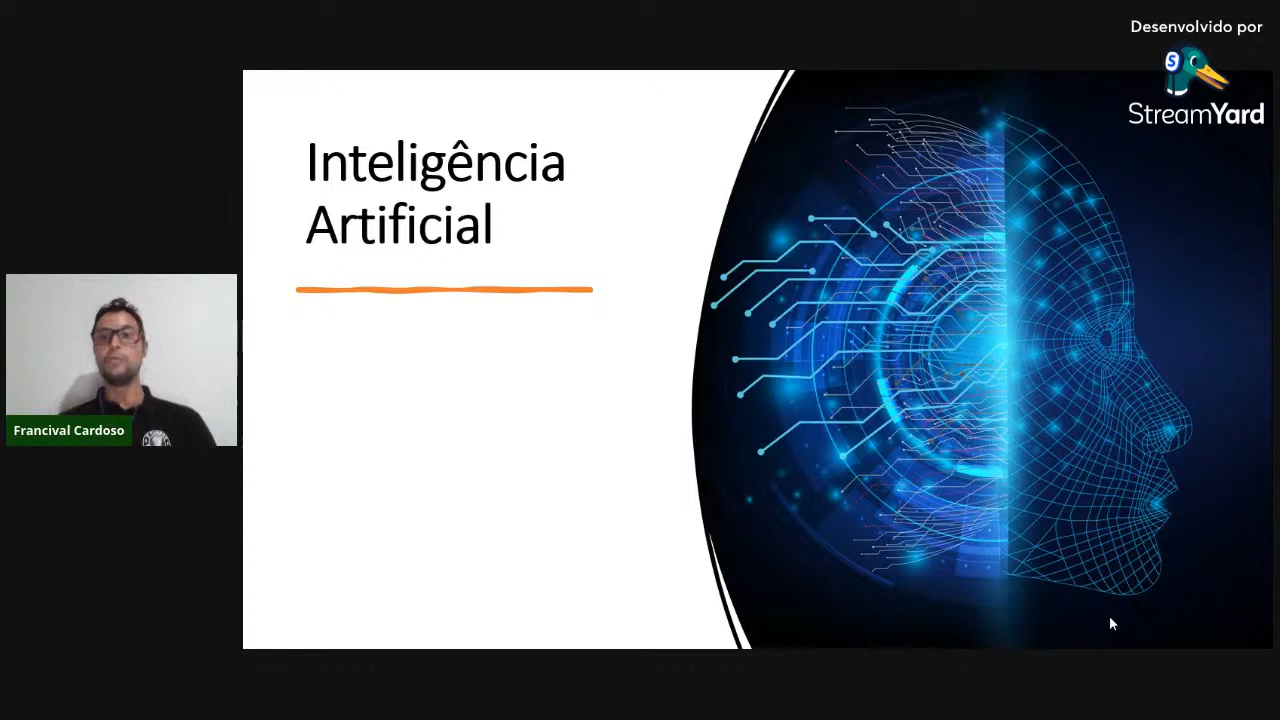 Desenvolvido por
StreamYard
Inteligência
Artificial
Francival Cardoso